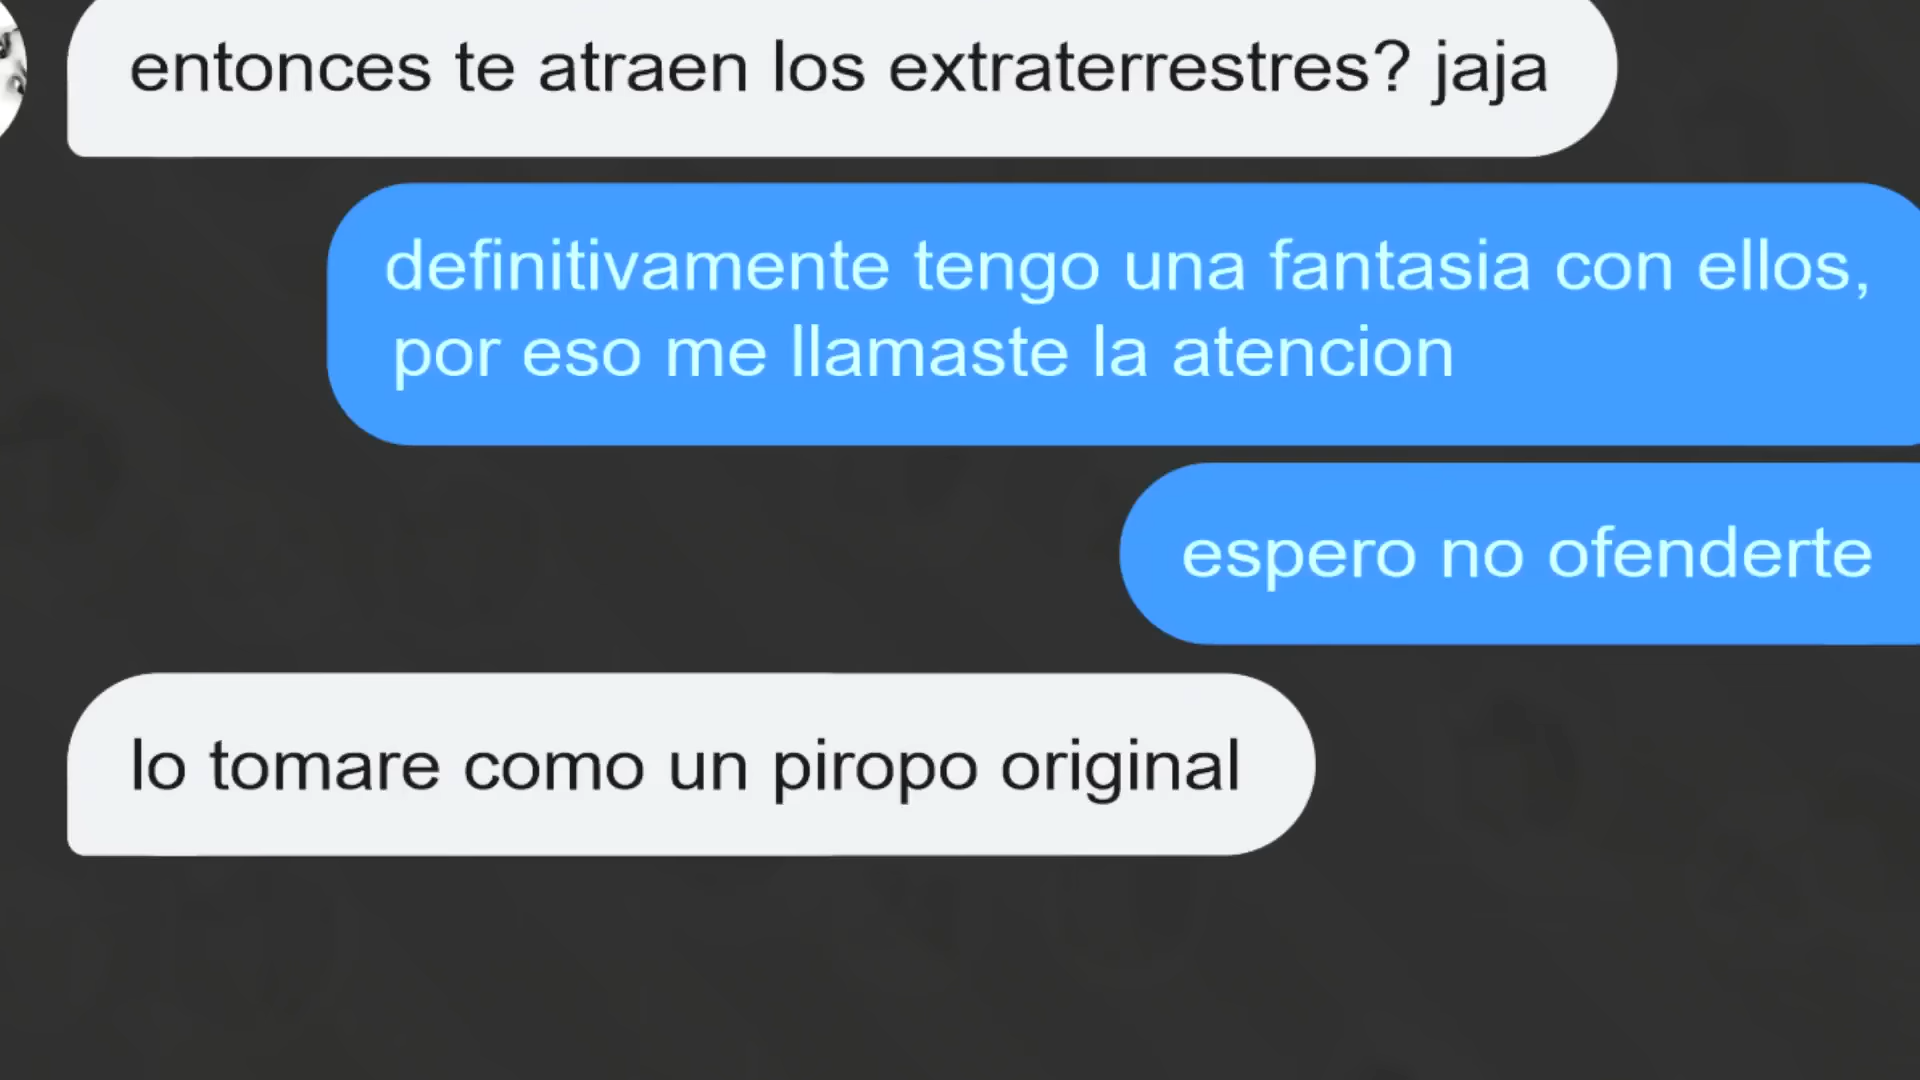 entonces te atraen los extraterrestres? jaja
definitivamente tengo una fantasia con ellos,
por eso me llamaste la atencion
espero no ofenderte
lo tomare como un piropo original